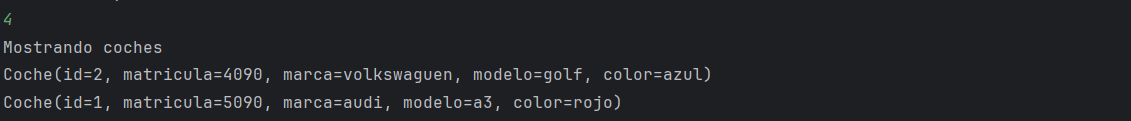 4
Mostrando coches
Coche(id=2, matricula=4090, marca=volkswaguen, modelo=golf, color=azul)
Coche(id=1, matricula=5090, marca=audi, modelo=a3, color=rojo)